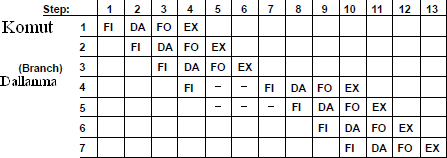 Step: 1 2 3 4 5 6 7 8 9 10 11 12 13
Komut 1 FI DA FO EX
2 FI DA FO EX
(Branch) 3 FI DA FO EX
Dallanma
4 FI – – FI DA FO EX
5 – – – FI DA FO EX
6 FI DA FO EX
7 FI DA FO EX